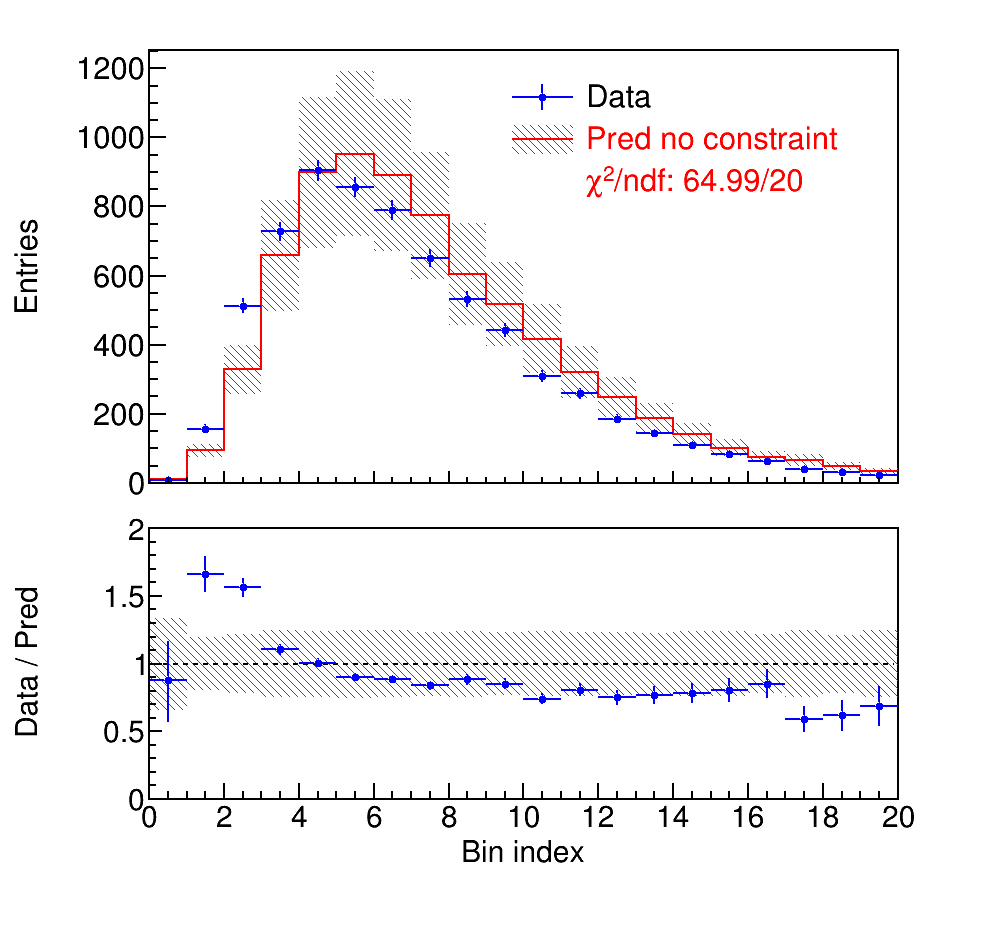 1200
1000
800
600
400
200
0
Entries
Data
Pred no constraint
χ²/ndf: 64.99/20
2
1.5
1
0.5
0
Data / Pred
0 2 4 6 8 10 12 14 16 18 20
Bin index